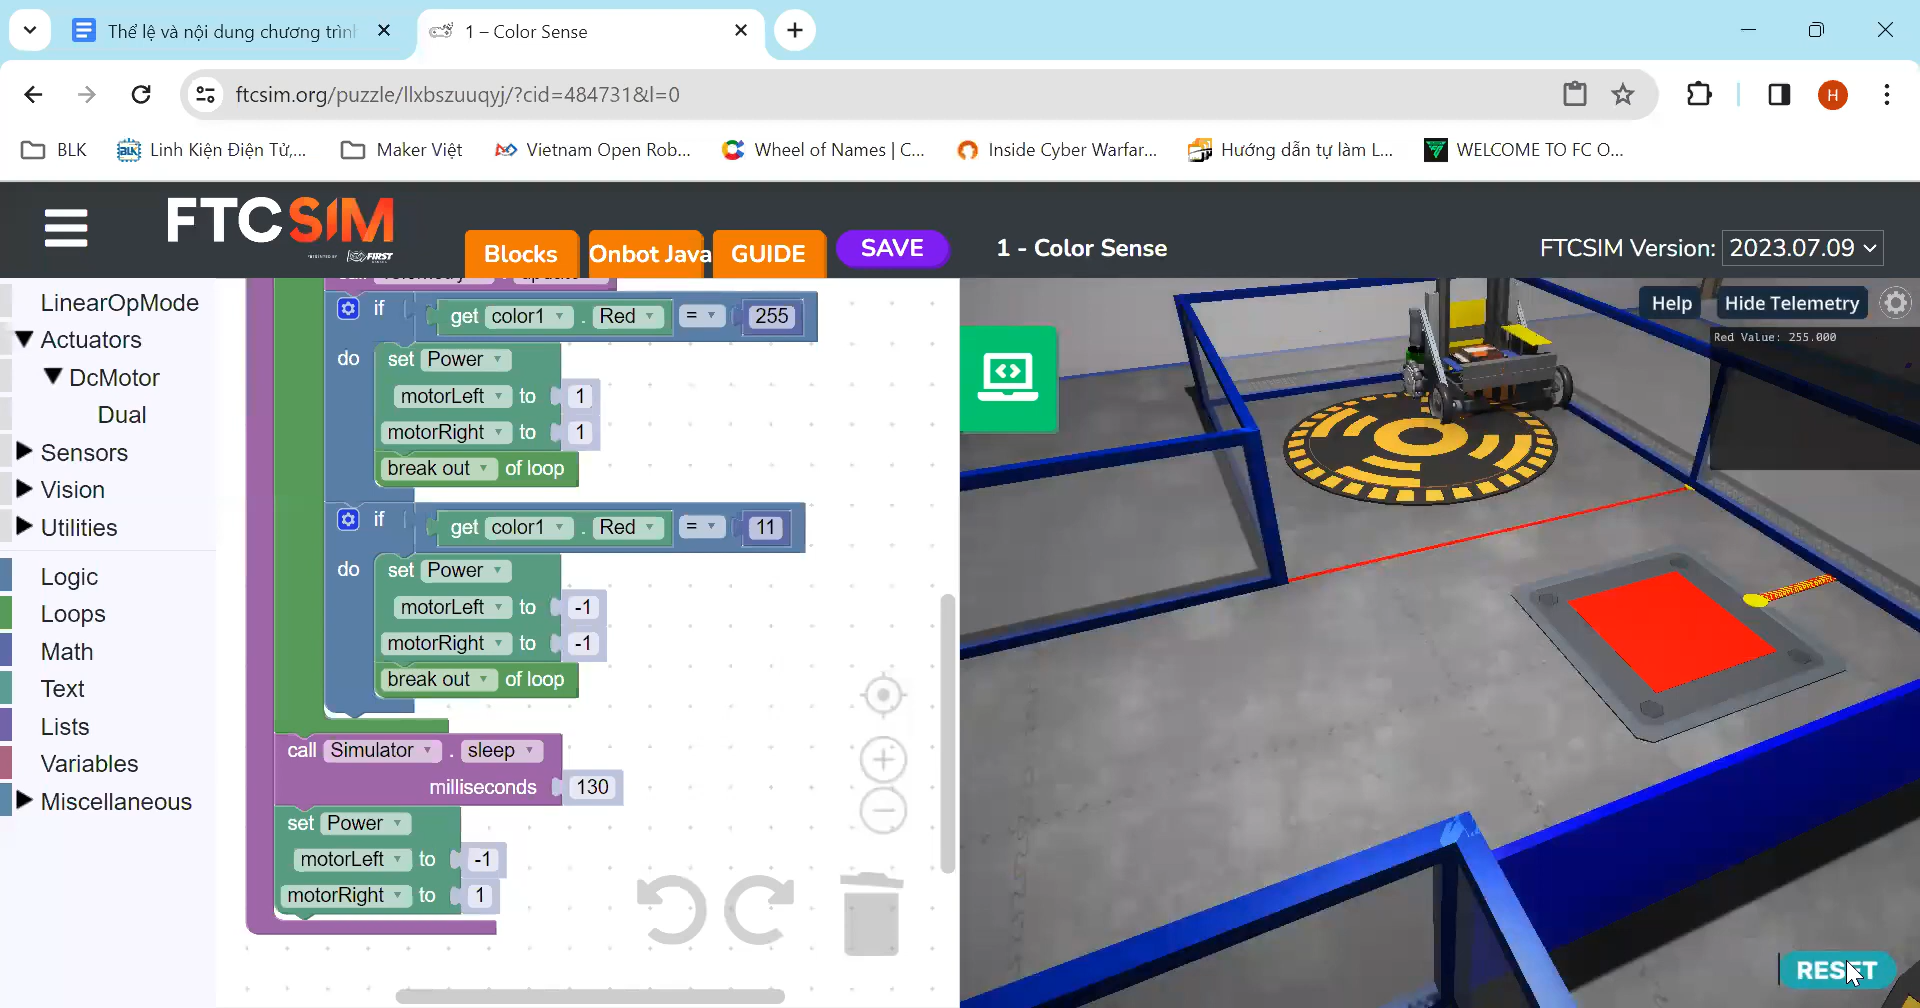 Thể lệ và nội dung chương trìn
1 – Color Sense
ftcsim.org/puzzle/llxbszuuqyj/?cid=484731&l=0
H
BLK
Linh Kiện Điện Tử,...
Maker Việt
Vietnam Open Rob...
Wheel of Names | C...
Inside Cyber Warfar...
Hướng dẫn tự làm L...
WELCOME TO FC O...
FTCSIM
FIRST
Blocks
Onbot Java
GUIDE
SAVE
1 - Color Sense
FTCSIM Version: 2023.07.09
LinearOpMode
Actuators
DcMotor
Dual
Sensors
Vision
Utilities
Logic
Loops
Math
Text
Lists
Variables
Miscellaneous
if get color1 . Red = 255
do set Power
motorLeft to 1
motorRight to 1
break out of loop
if get color1 . Red = 11
do set Power
motorLeft to -1
motorRight to -1
break out of loop
call Simulator . sleep
milliseconds 130
set Power
motorLeft to -1
motorRight to 1
Help
Hide Telemetry
Red Value: 255.000
RESET